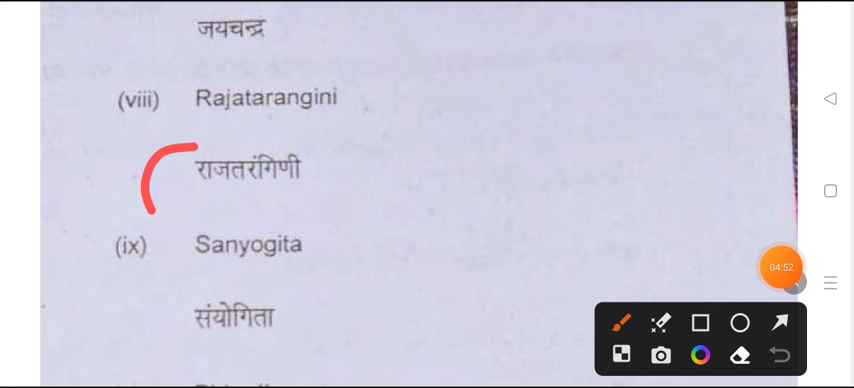 जयचन्द्र
(viii) Rajatarangini
राजतरंगिणी
(ix) Sanyogita
संयोगिता
04:52